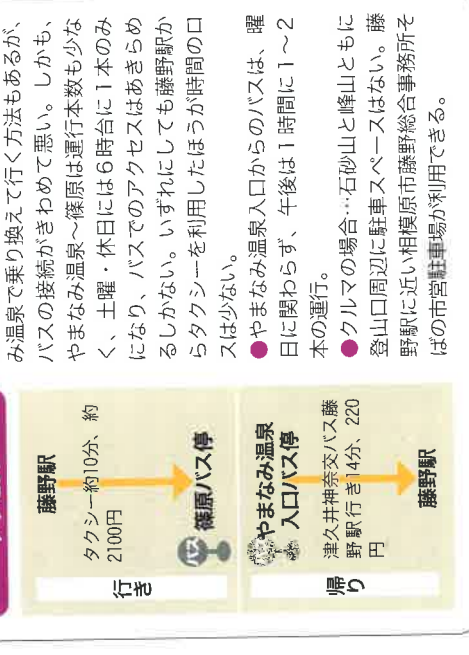 行き
藤野駅
タクシー約10分、約
2100円
バス
篠原バス停
帰り
やまなみ温泉
入口バス停
津久井神奈交バス藤
野駅行き14分、220
円
藤野駅
み温泉で乗り換えて行く方法もあるが、
バスの接続がきわめて悪い。しかも、
やまなみ温泉〜篠原は運行本数も少な
く、土曜・休日には6時台に1本のみ
になり、バスでのアクセスはあきらめ
るしかない。いずれにしても藤野駅か
らタクシーを利用したほうが時間の口
スは少ない。
●やまなみ温泉入口からのバスは、曜
日に関わらず、午後は1時間に1〜2
本の運行。
●クルマの場合…石砂山と峰山ともに
登山口周辺に駐車スペースはない。藤
野駅に近い相模原市藤野総合事務所そ
ばの市営駐車場が利用できる。